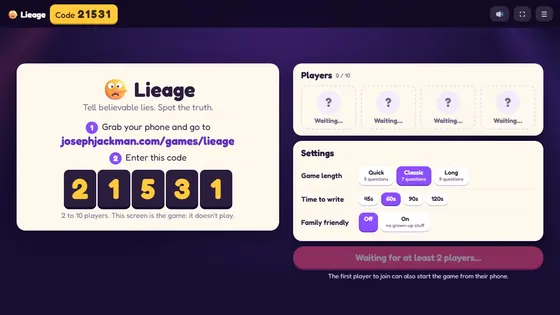 Lieage
Code 21531
Lieage
Tell believable lies. Spot the truth.
1 Grab your phone and go to
josephjackman.com/games/lieage
2 Enter this code
2 1 5 3 1
2 to 10 players. This screen is the game: it doesn't play.
Players 0 / 10
? ? ? ?
Waiting... Waiting... Waiting... Waiting...
Settings
Game length
Quick
5 questions
Classic
7 questions
Long
9 questions
Time to write
45s 60s 90s 120s
Family friendly
Off
On
no grown-up stuff
Waiting for at least 2 players...
The first player to join can also start the game from their phone.